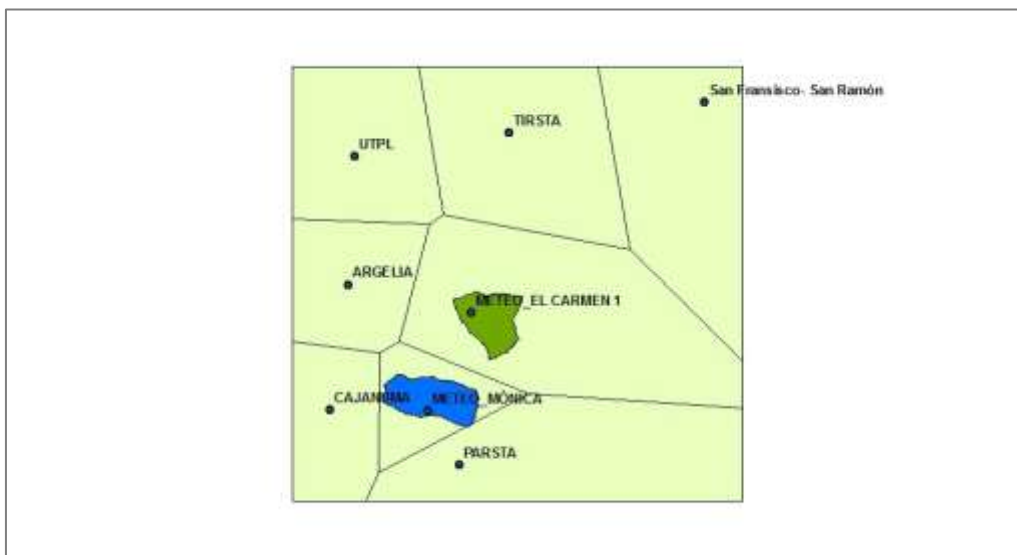 San Fransisco- San Ramón
TIRSTA
UTPL
ARGELIA
METEO_EL CARMEN 1
CAJANUMA
METEO_MÓNICA
PARSTA